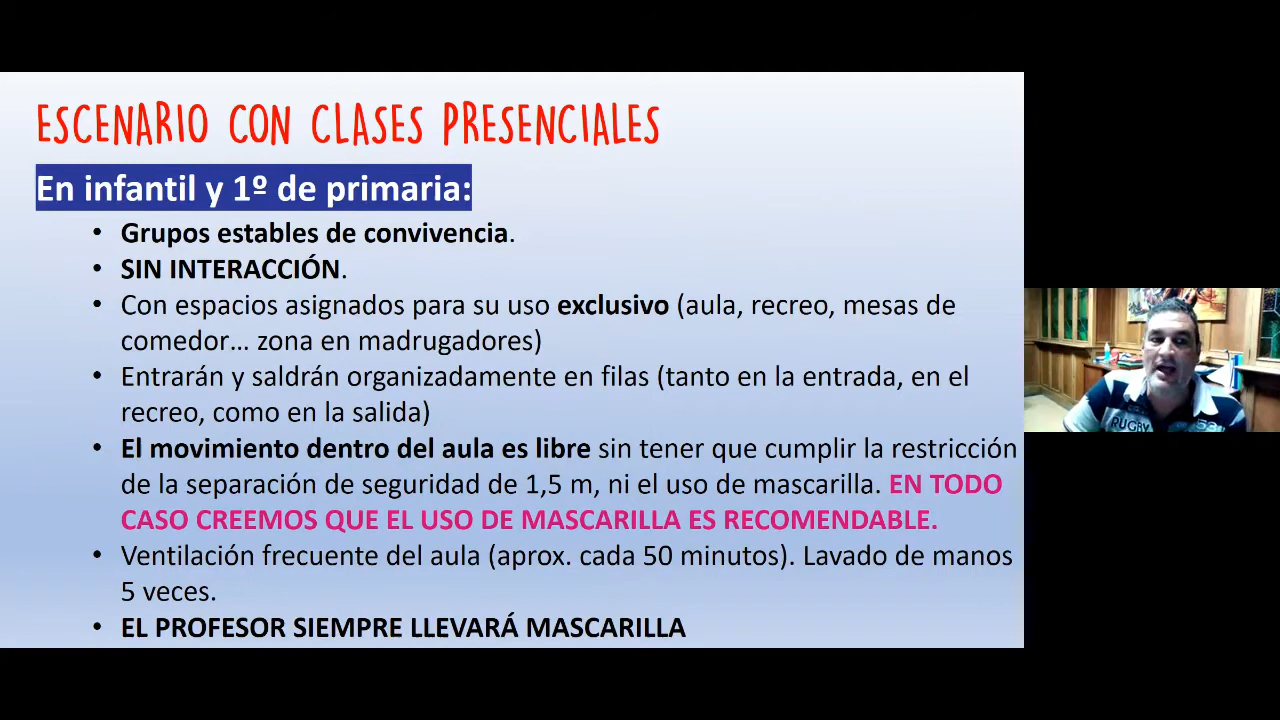 ESCENARIO CON CLASES PRESENCIALES
En infantil y 1º de primaria:
• Grupos estables de convivencia.
• SIN INTERACCIÓN.
• Con espacios asignados para su uso exclusivo (aula, recreo, mesas de
comedor… zona en madrugadores)
• Entrarán y saldrán organizadamente en filas (tanto en la entrada, en el
recreo, como en la salida)
• El movimiento dentro del aula es libre sin tener que cumplir la restricción
de la separación de seguridad de 1,5 m, ni el uso de mascarilla. EN TODO
CASO CREEMOS QUE EL USO DE MASCARILLA ES RECOMENDABLE.
• Ventilación frecuente del aula (aprox. cada 50 minutos). Lavado de manos
5 veces.
• EL PROFESOR SIEMPRE LLEVARÁ MASCARILLA
RUGBY